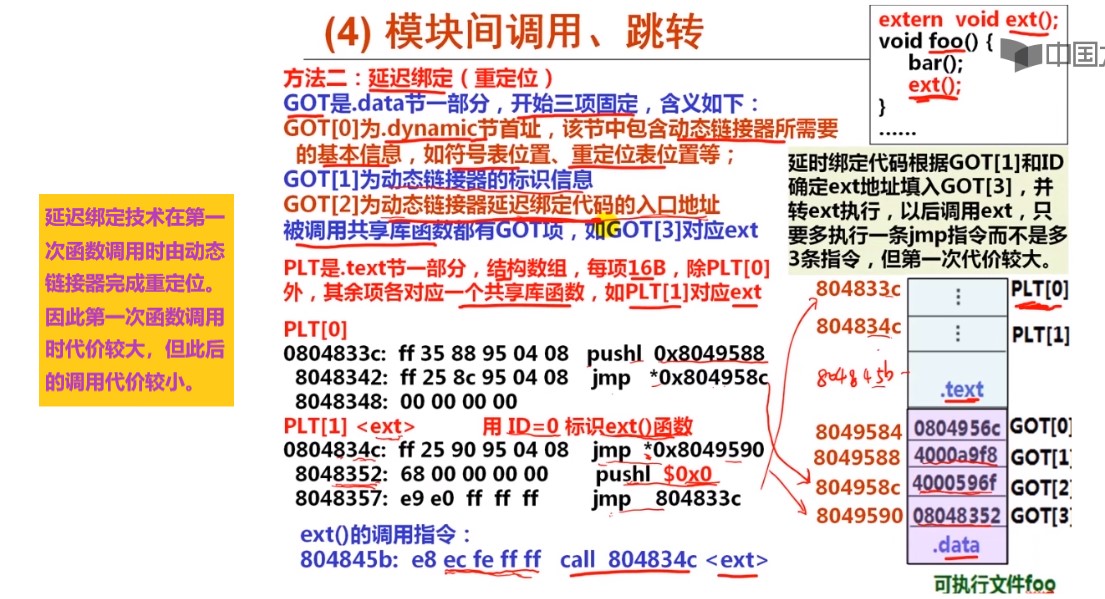 (4) 模块间调用、跳转
extern void ext();
void foo() {
bar();
ext();
}
......
中国大
方法二：延迟绑定（重定位）
GOT是.data节一部分，开始三项固定，含义如下：
GOT[0]为.dynamic节首址，该节中包含动态链接器所需要
的基本信息，如符号表位置、重定位表位置等；
GOT[1]为动态链接器的标识信息
GOT[2]为动态链接器延迟绑定代码的入口地址
被调用共享库函数都有GOT项，如GOT[3]对应ext
PLT是.text节一部分，结构数组，每项16B，除PLT[0]
外，其余项各对应一个共享库函数，如PLT[1]对应ext
延时绑定代码根据GOT[1]和ID
确定ext地址填入GOT[3]，并
转ext执行，以后调用ext，只
要多执行一条jmp指令而不是多
3条指令，但第一次代价较大。
延迟绑定技术在第一
次函数调用时由动态
链接器完成重定位。
因此第一次函数调用
时代价较大，但此后
的调用代价较小。
PLT[0]
0804833c: ff 35 88 95 04 08 pushl 0x8049588
8048342: ff 25 8c 95 04 08 jmp *0x804958c
8048348: 00 00 00 00
PLT[1] <ext> 用 ID=0 标识ext()函数
0804834c: ff 25 90 95 04 08 jmp *0x8049590
8048352: 68 00 00 00 00 pushl $0x0
8048357: e9 e0 ff ff ff jmp 804833c
ext()的调用指令：
804845b: e8 ec fe ff ff call 804834c <ext>
804833c ⋮ PLT[0]
804834c ⋮ PLT[1]
804845b
.text
8049584 0804956c GOT[0]
8049588 4000a9f8 GOT[1]
804958c 4000596f GOT[2]
8049590 08048352 GOT[3]
.data
可执行文件foo